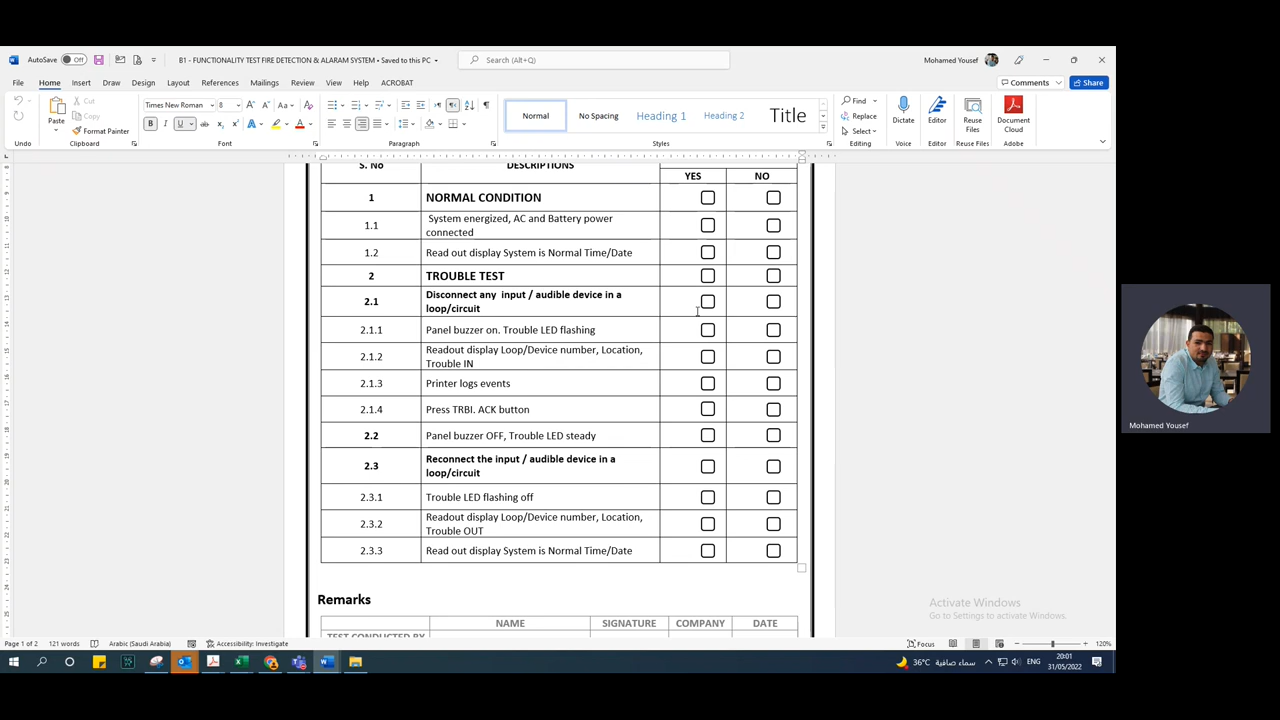 AutoSave Off B1 - FUNCTIONALITY TEST FIRE DETECTION & ALARAM SYSTEM • Saved to this PC Search (Alt+Q) Mohamed Yousef
File Home Insert Draw Design Layout References Mailings Review View Help ACROBAT Comments Share
Cut
Copy
Paste
Format Painter
Times New Roman 8
Normal No Spacing Heading 1 Heading 2 Title
Find
Replace
Select
Dictate
Editor
Reuse Files
Document Cloud
Undo Clipboard Font Paragraph Styles Editing Voice Editor Reuse Files Adobe
S. No DESCRIPTIONS
YES NO
1 NORMAL CONDITION
1.1 System energized, AC and Battery power
connected
1.2 Read out display System is Normal Time/Date
2 TROUBLE TEST
2.1 Disconnect any input / audible device in a
loop/circuit
2.1.1 Panel buzzer on. Trouble LED flashing
2.1.2 Readout display Loop/Device number, Location,
Trouble IN
2.1.3 Printer logs events
2.1.4 Press TRBI. ACK button
2.2 Panel buzzer OFF, Trouble LED steady
2.3 Reconnect the input / audible device in a
loop/circuit
2.3.1 Trouble LED flashing off
2.3.2 Readout display Loop/Device number, Location,
Trouble OUT
2.3.3 Read out display System is Normal Time/Date
Remarks
NAME SIGNATURE COMPANY DATE
TEST CONDUCTED BY
Activate Windows
Go to Settings to activate Windows.
Mohamed Yousef
Page 1 of 2 121 words Arabic (Saudi Arabia) Accessibility: Investigate Focus 120%
36°C سماء صافية ENG 20:01
31/05/2022